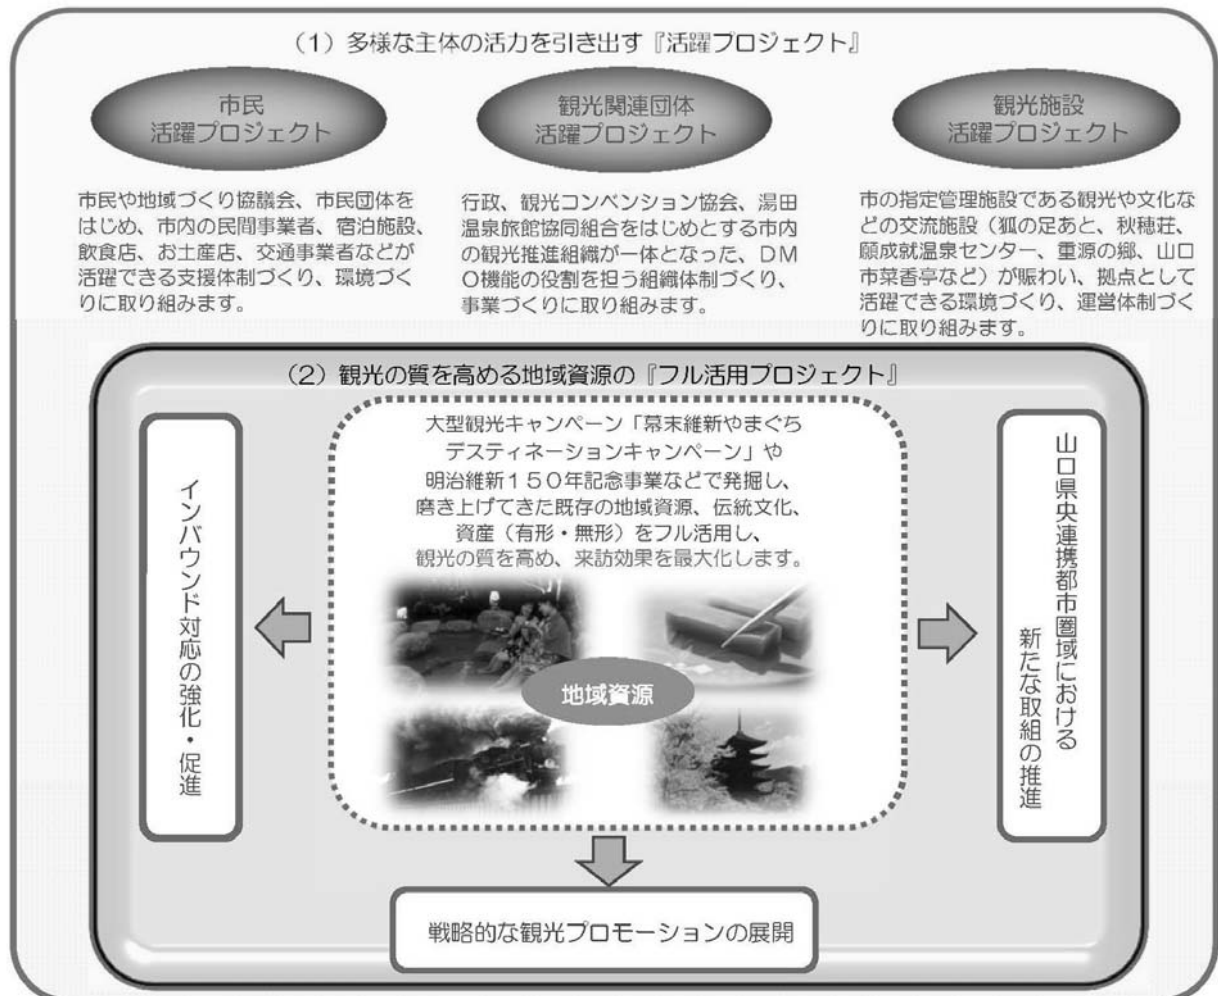 (1)多様な主体の活力を引き出す『活躍プロジェクト』
市民
活躍プロジェクト
市民や地域づくり協議会、市民団体を
はじめ、市内の民間事業者、宿泊施設、
飲食店、お土産店、交通事業者などが
活躍できる支援体制づくり、環境づく
りに取り組みます。
観光関連団体
活躍プロジェクト
行政、観光コンベンション協会、湯田
温泉旅館協同組合をはじめとする市内
の観光推進組織が一体となった、DM
O機能の役割を担う組織体制づくり、
事業づくりに取り組みます。
観光施設
活躍プロジェクト
市の指定管理施設である観光や文化な
どの交流施設(狐の足あと、秋穂荘、
願成就温泉センター、重源の郷、山口
市菜香亭など)が賑わい、拠点として
活躍できる環境づくり、運営体制づく
りに取り組みます。
(2)観光の質を高める地域資源の『フル活用プロジェクト』
大型観光キャンペーン「幕末維新やまぐち
デスティネーションキャンペーン」や
明治維新150年記念事業などで発掘し、
磨き上げてきた既存の地域資源、伝統文化、
資産(有形・無形)をフル活用し、
観光の質を高め、来訪効果を最大化します。
地域資源
インバウンド対応の強化・促進
山口県央連携都市圏域における
新たな取組の推進
戦略的な観光プロモーションの展開